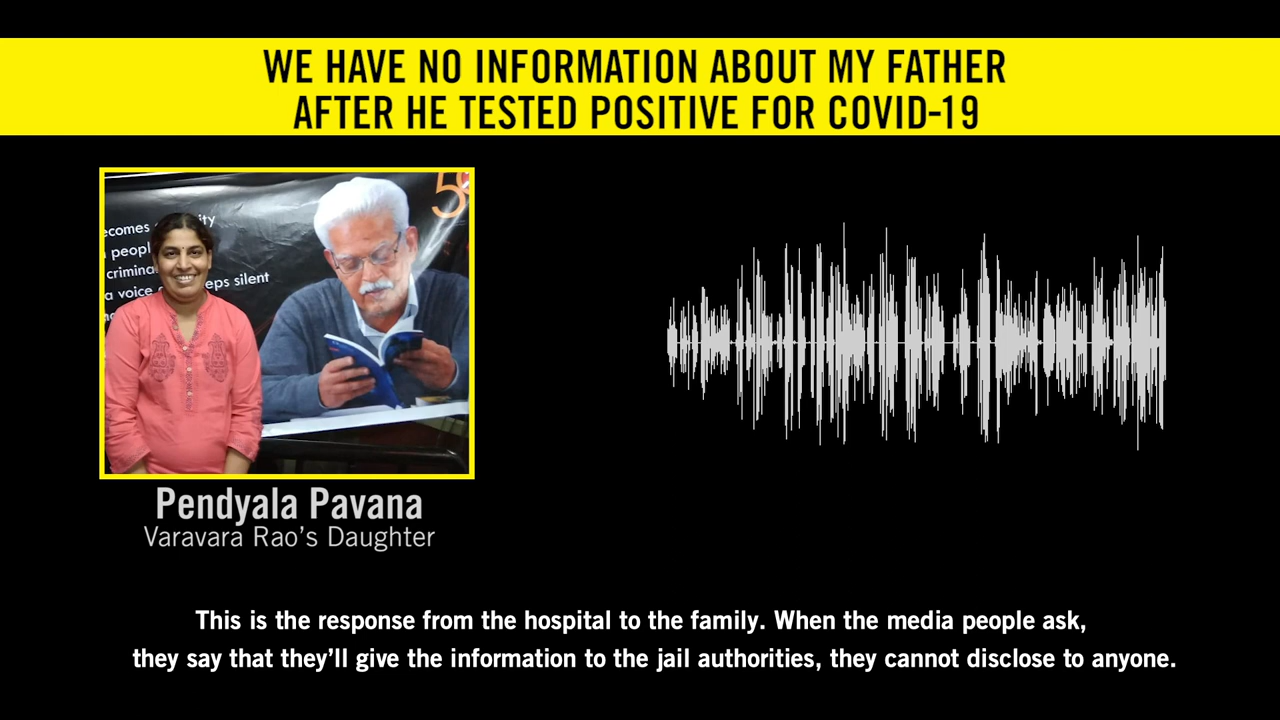 WE HAVE NO INFORMATION ABOUT MY FATHER
AFTER HE TESTED POSITIVE FOR COVID-19
ecomes
ity
peopl
crimina
a voice
eps silent
Pendyala Pavana
Varavara Rao's Daughter
This is the response from the hospital to the family. When the media people ask,
they say that they'll give the information to the jail authorities, they cannot disclose to anyone.